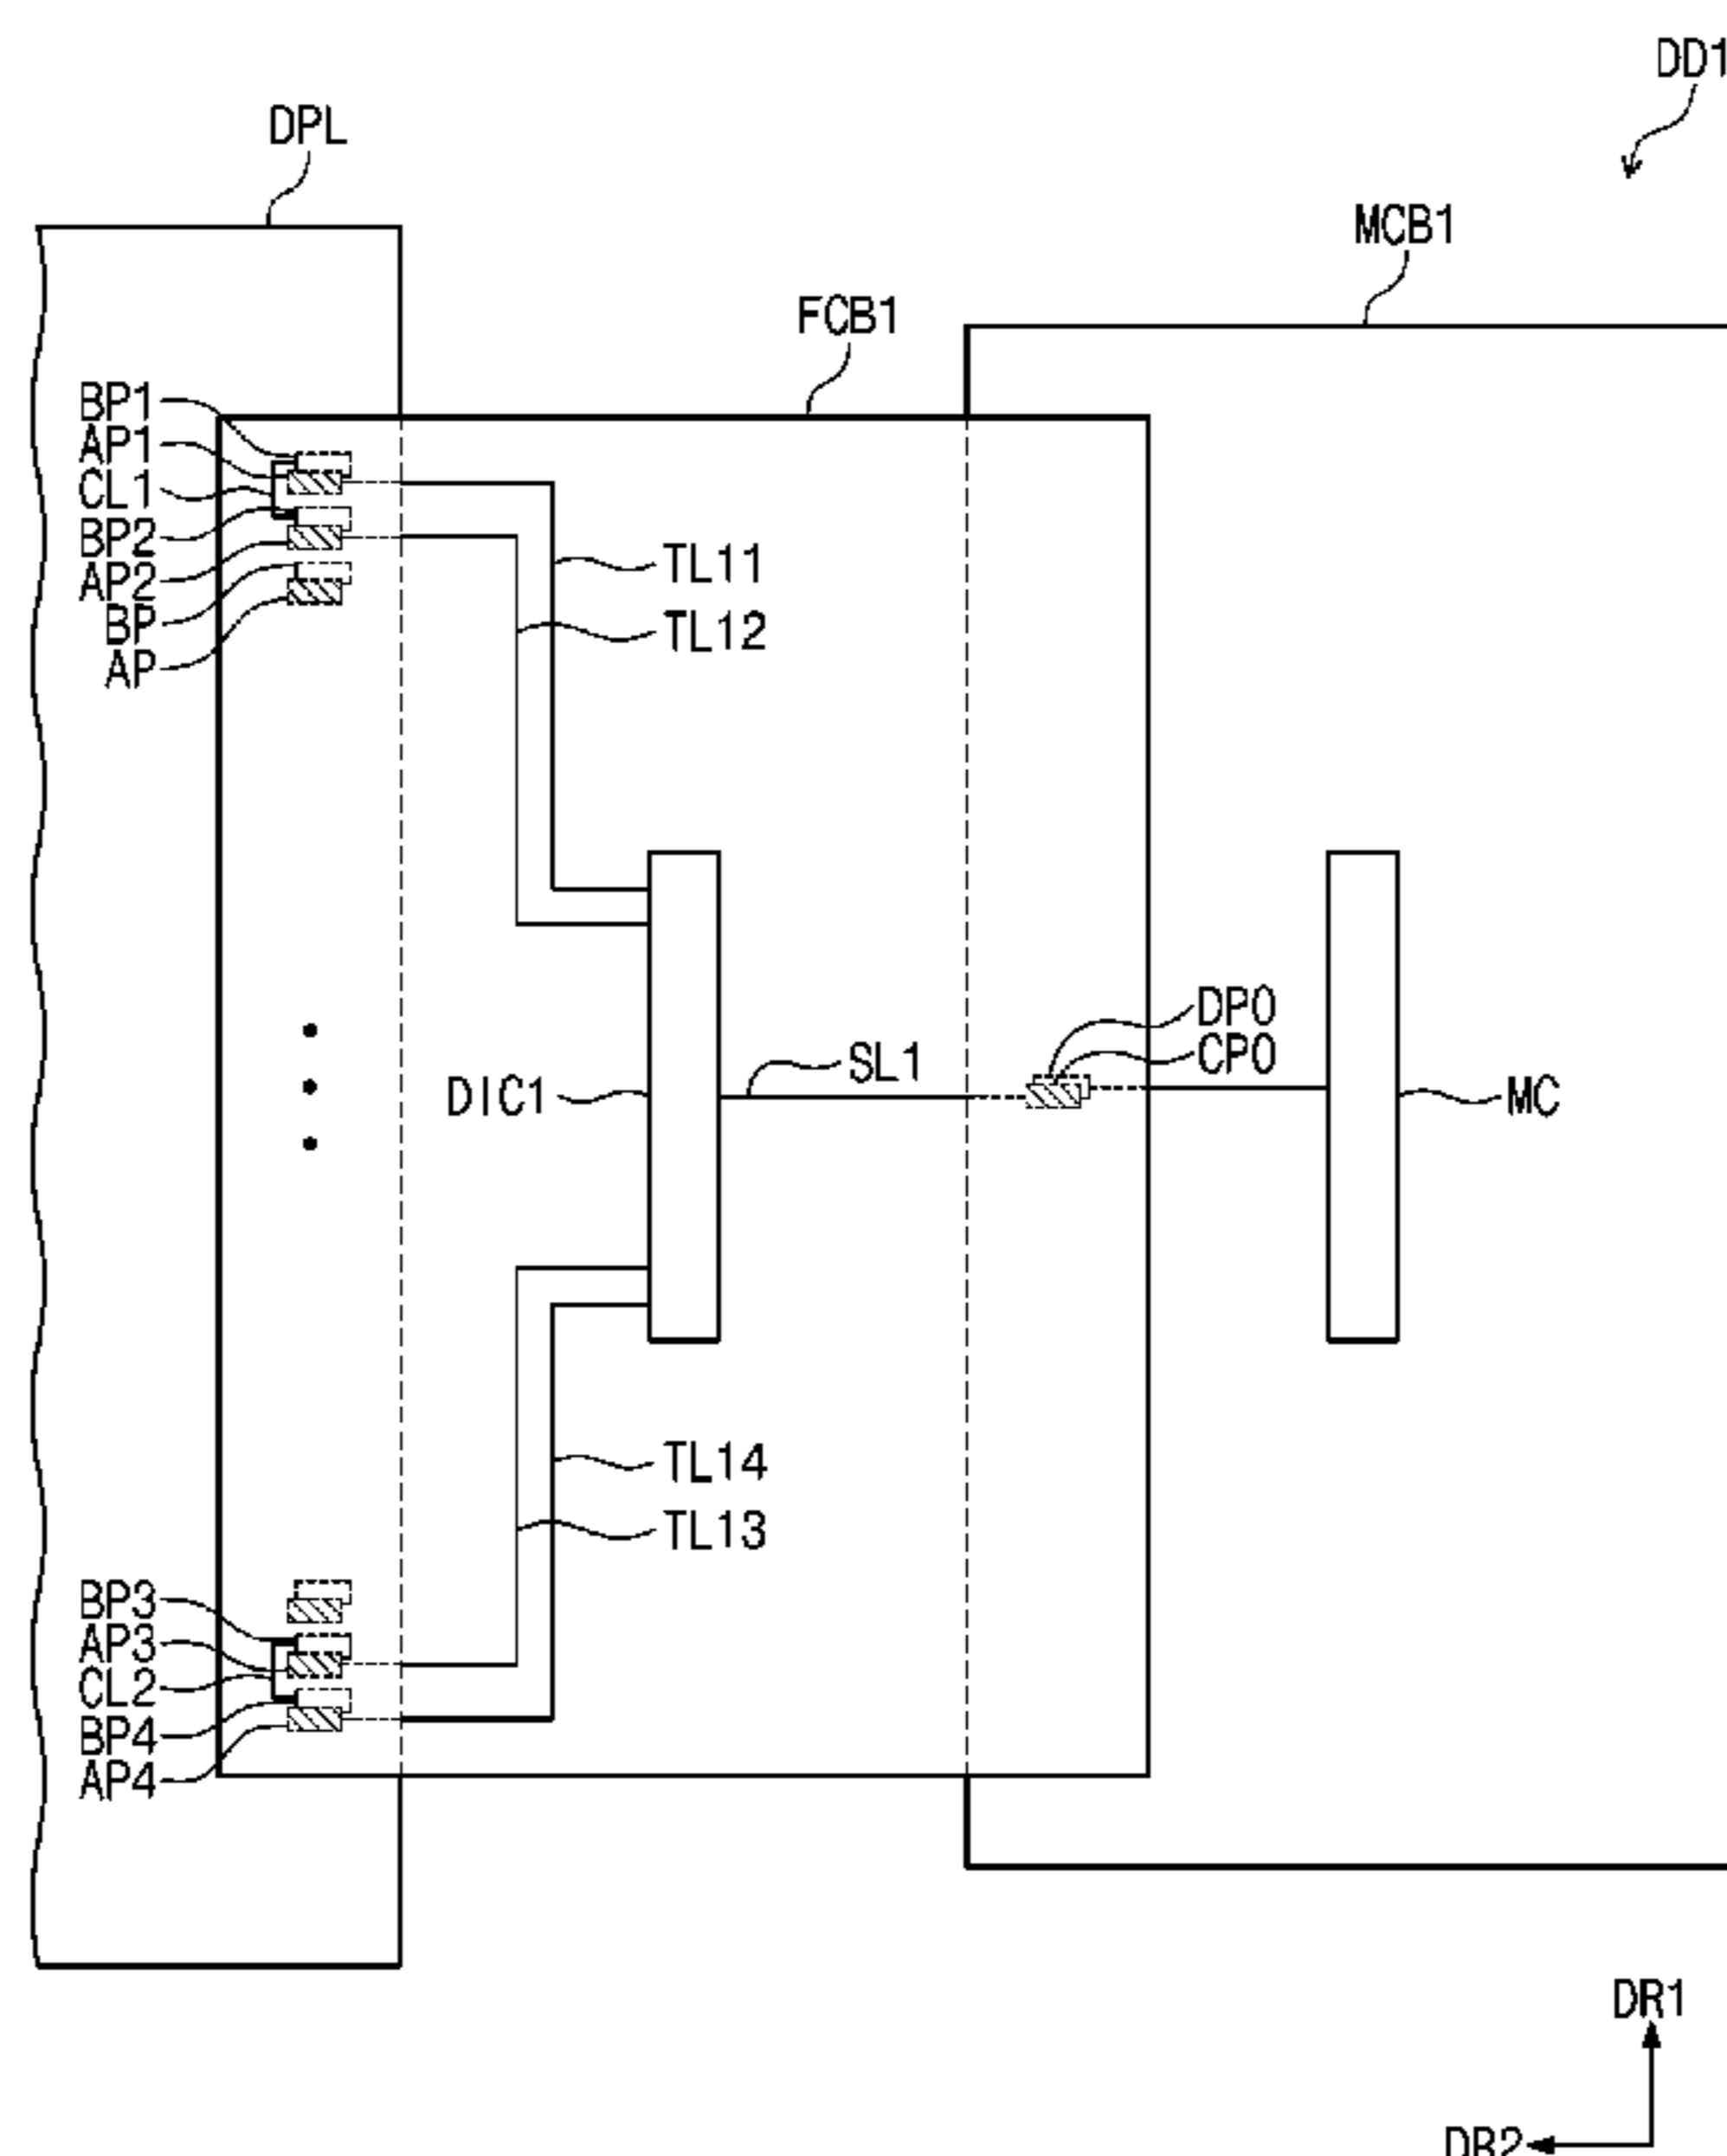 DD1
DPL
MCB1
FCB1
BP1
AP1
CL1
BP2
AP2
BP
AP
TL11
TL12
DP0
CP0
SL1
DIC1
MC
TL14
TL13
BP3
AP3
CL2
BP4
AP4
DR1
DR2